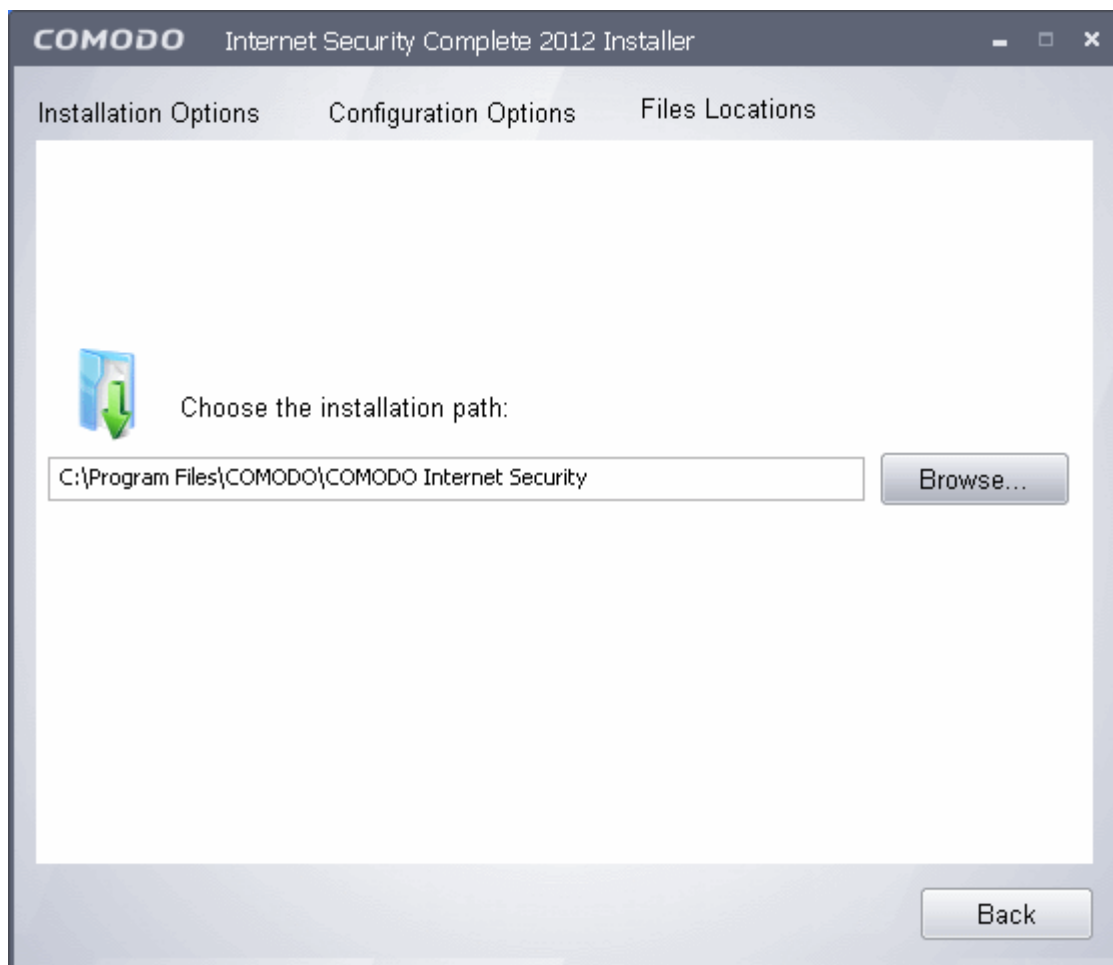 COMODO Internet Security Complete 2012 Installer
Installation Options Configuration Options Files Locations
Choose the installation path:
C:\Program Files\COMODO\COMODO Internet Security Browse...
Back